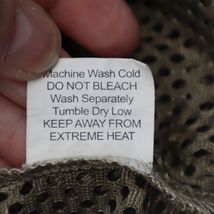 Machine Wash Cold
DO NOT BLEACH
Wash Separately
Tumble Dry Low
KEEP AWAY FROM
EXTREME HEAT